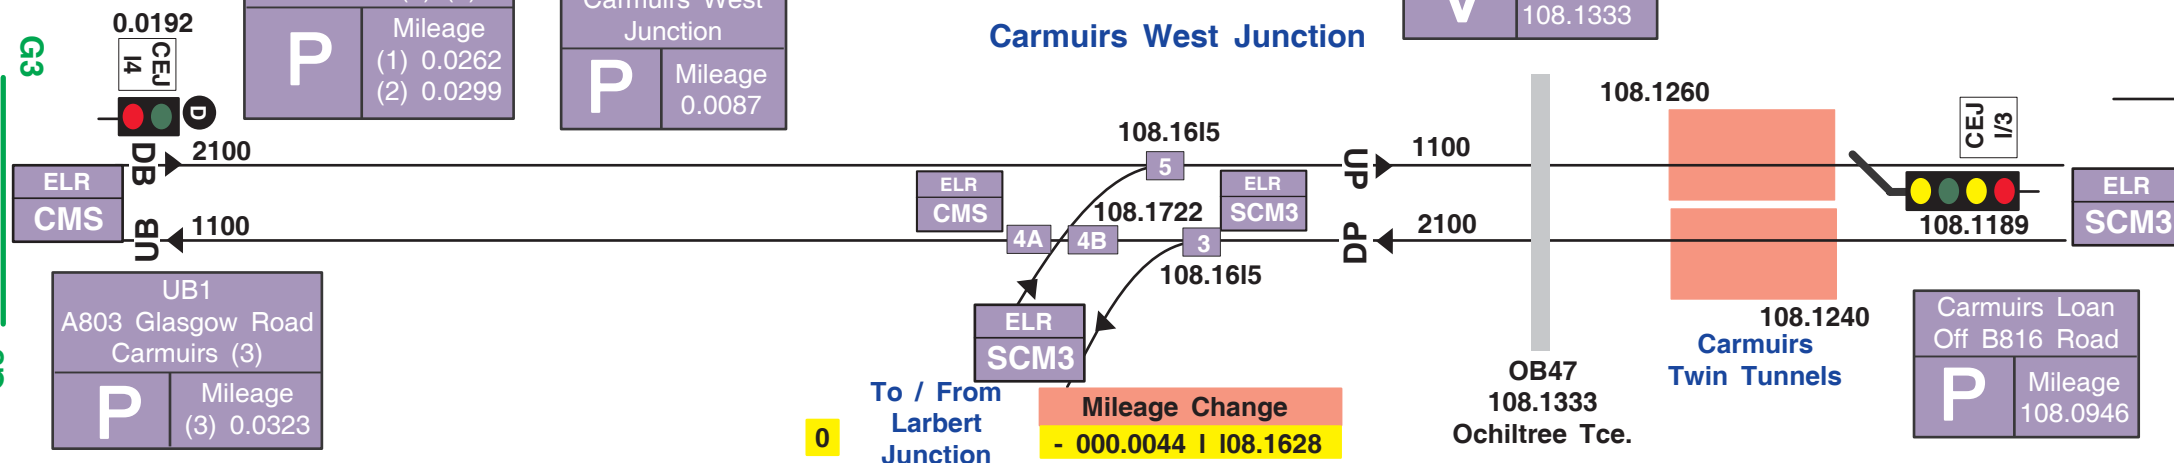 G3
0.0192
CEJ
I4
D
P
Mileage
(1) 0.0262
(2) 0.0299
Carmuirs West
Junction
P
Mileage
0.0087
Carmuirs West Junction
V
108.1333
108.1260
CEJ
I/3
108.16I5
DB
2100
5
UP
1100
ELR
CMS
ELR
CMS
ELR
SCM3
ELR
SCM3
108.1722
UB
1100
4A
4B
3
DP
2100
108.1189
108.16I5
UB1
A803 Glasgow Road
Carmuirs (3)
P
Mileage
(3) 0.0323
ELR
SCM3
108.1240
Carmuirs
Twin Tunnels
Carmuirs Loan
Off B816 Road
P
Mileage
108.0946
OB47
108.1333
Ochiltree Tce.
0
To / From
Larbert
Junction
Mileage Change
- 000.0044 I I08.1628